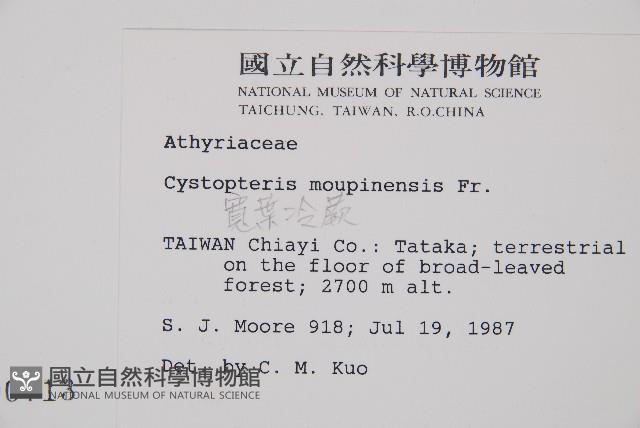 國立自然科學博物館
NATIONAL MUSEUM OF NATURAL SCIENCE
TAICHUNG, TAIWAN, R.O.CHINA
Athyriaceae
Cystopteris moupinensis Fr.
寬葉冷蕨
TAIWAN Chiayi Co.: Tataka; terrestrial
on the floor of broad-leaved
forest; 2700 m alt.
S. J. Moore 918; Jul 19, 1987
Det. by C. M. Kuo
國立自然科學博物館
NATIONAL MUSEUM OF NATURAL SCIENCE